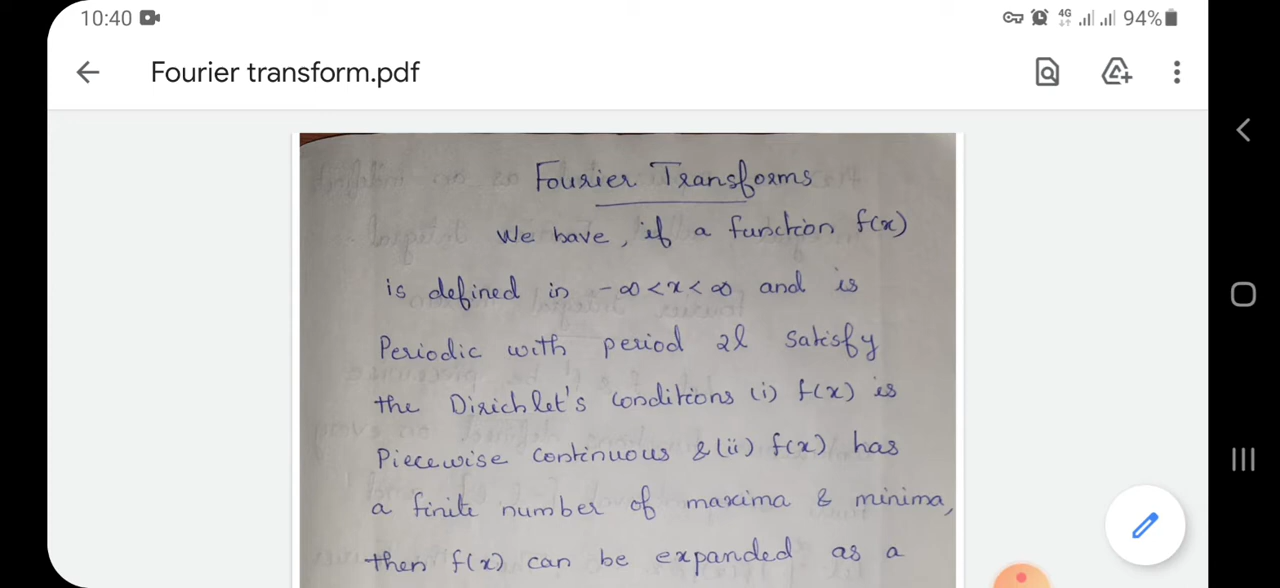 10:40
4G 94%
Fourier transform.pdf
Fourier Transforms
We have, if a function f(x)
is defined in -∞ < x < ∞ and is
Periodic with period 2l satisfy
the Dirichlet's conditions (i) f(x) is
Piecewise continuous & (ii) f(x) has
a finite number of maxima & minima,
then f(x) can be expanded as a